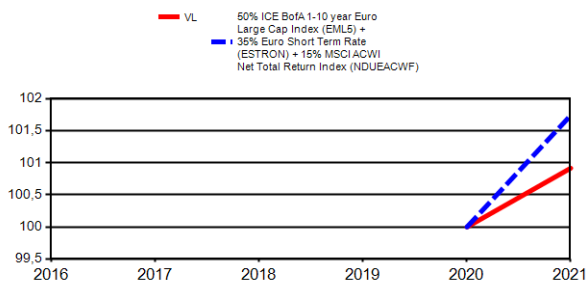 VL
50% ICE BofA 1-10 year Euro
Large Cap Index (EML5) +
35% Euro Short Term Rate
(ESTRON) + 15% MSCI ACWI
Net Total Return Index (NDUEACWF)
102
101,5
101
100,5
100
99,5
2016 2017 2018 2019 2020 2021